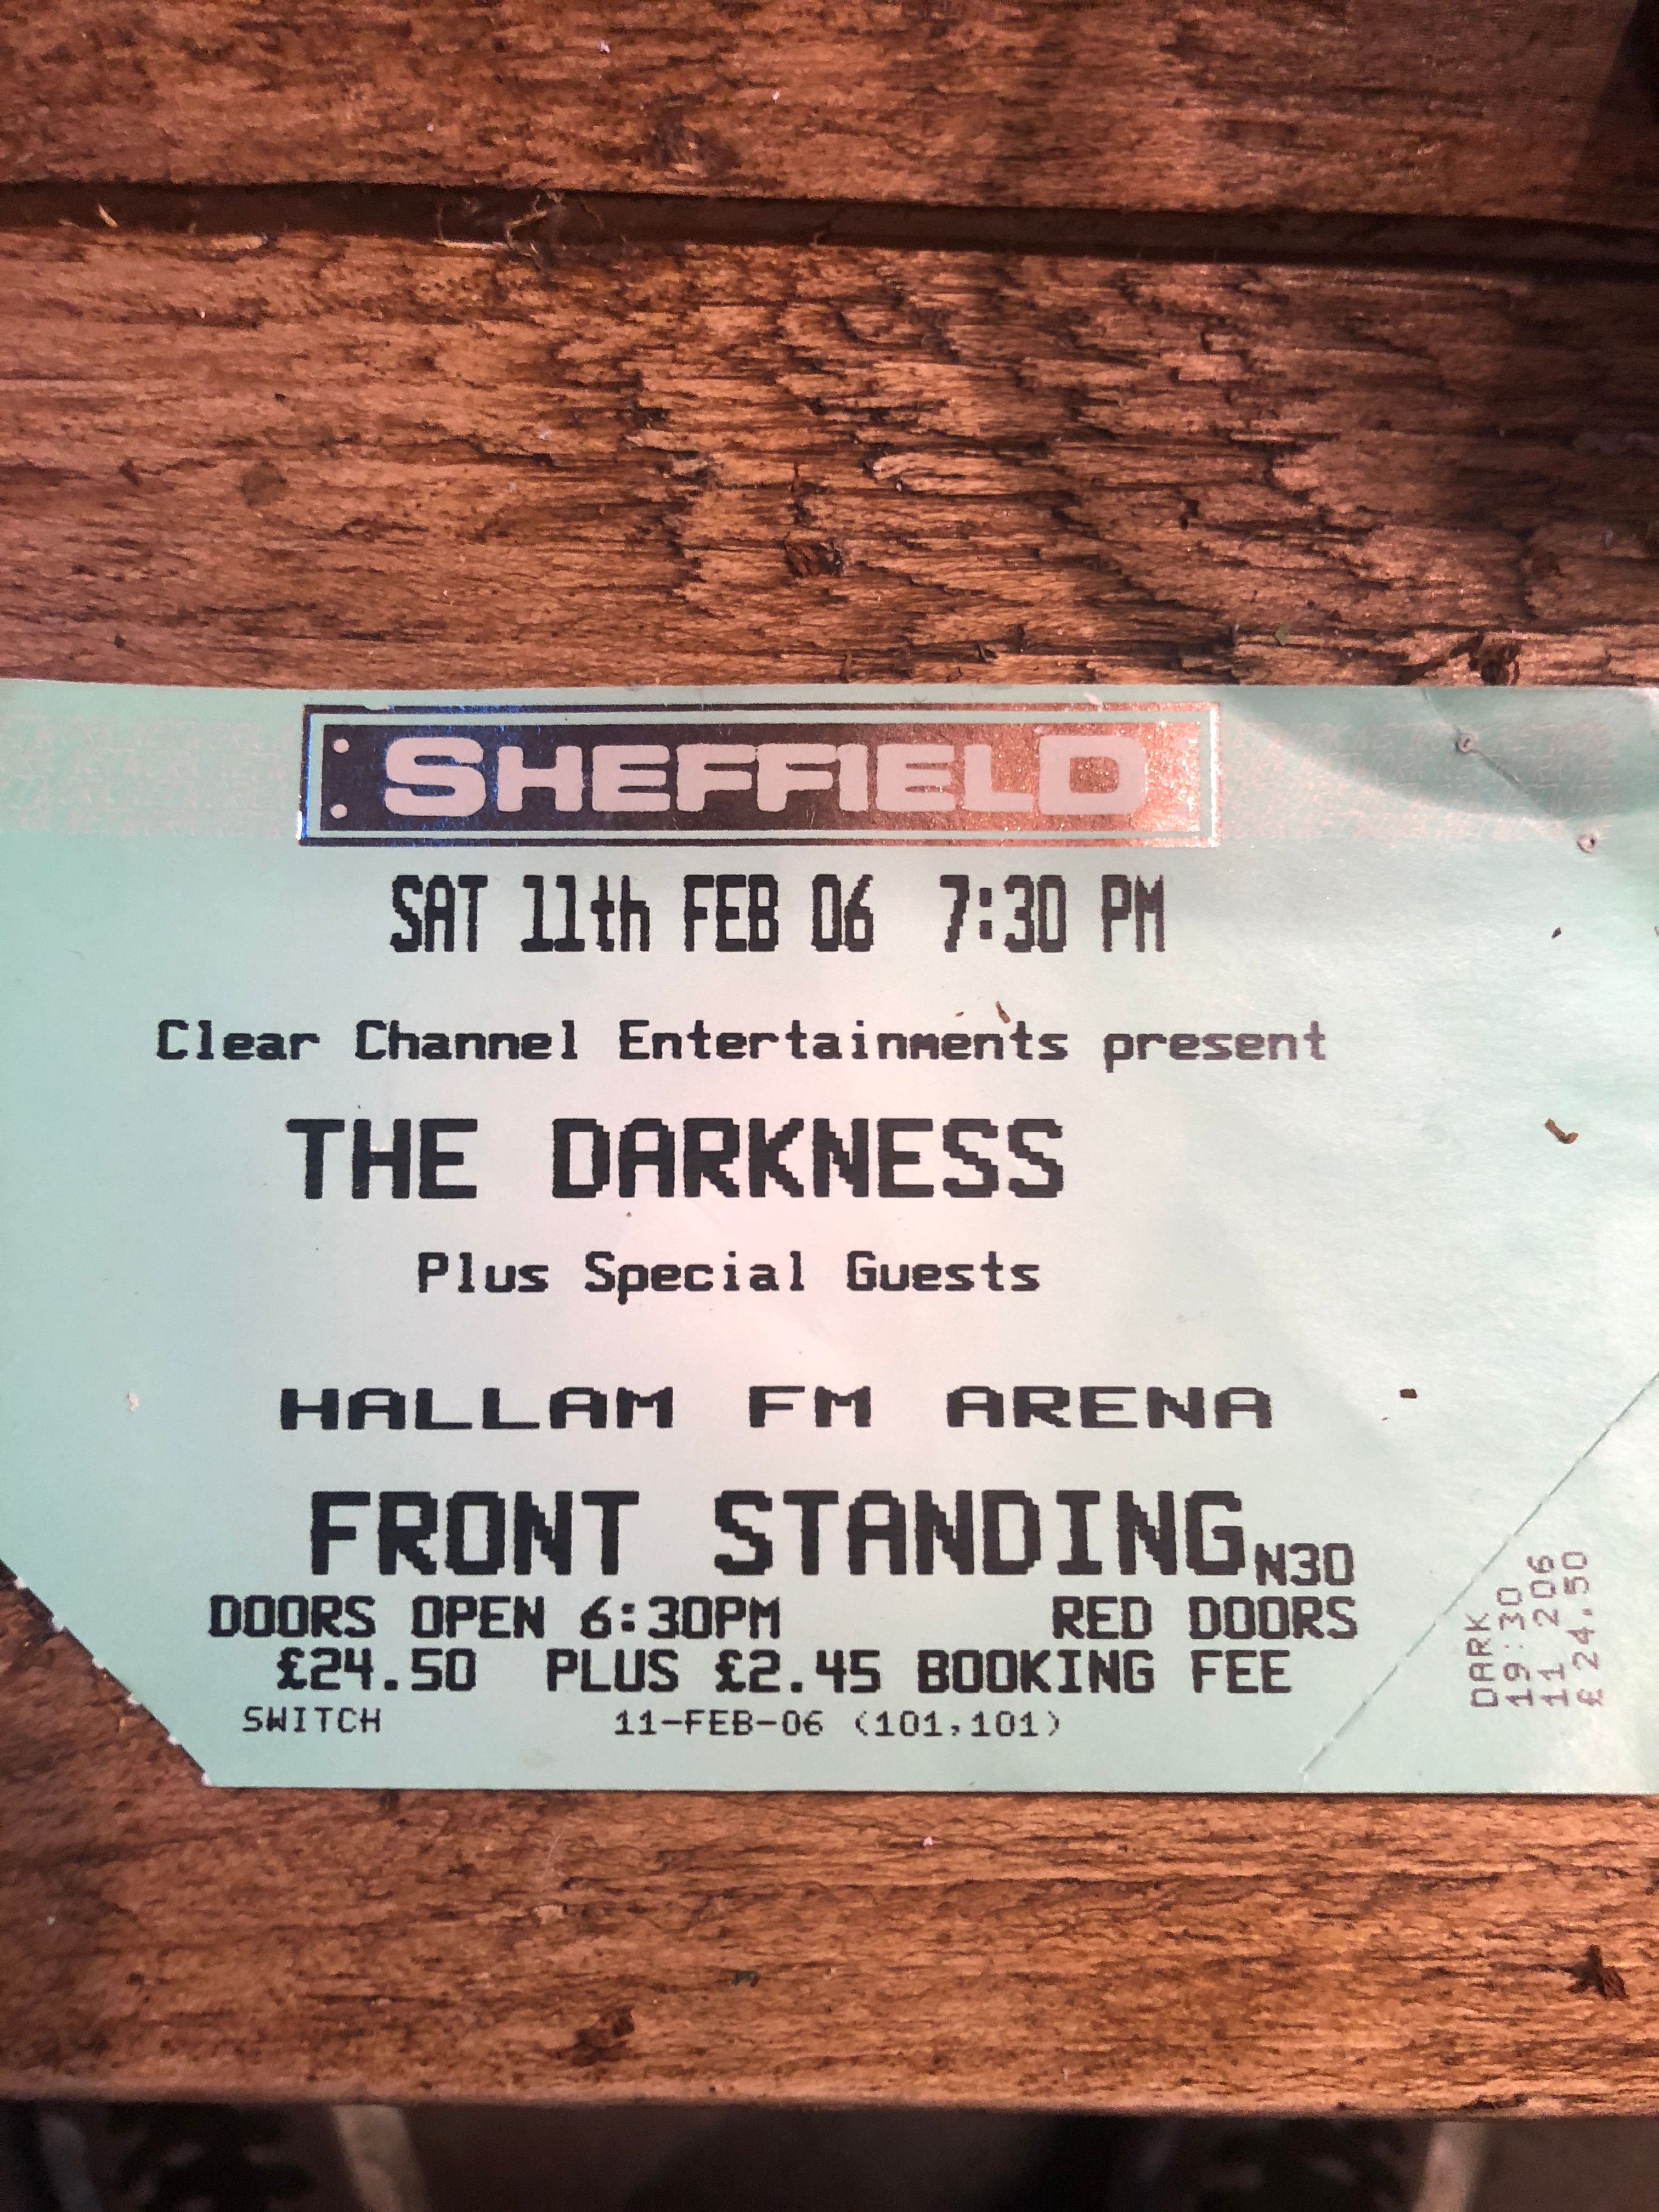 SHEFFIELD
SAT 11th FEB 06 7:30 PM
Clear Channel Entertainments present
THE DARKNESS
Plus Special Guests
HALLAM FM ARENA
FRONT STANDING N30
DOORS OPEN 6:30PM RED DOORS
£24.50 PLUS £2.45 BOOKING FEE
SWITCH 11-FEB-06 (101,101)
DARK
19:30
11 206
£ 24.50